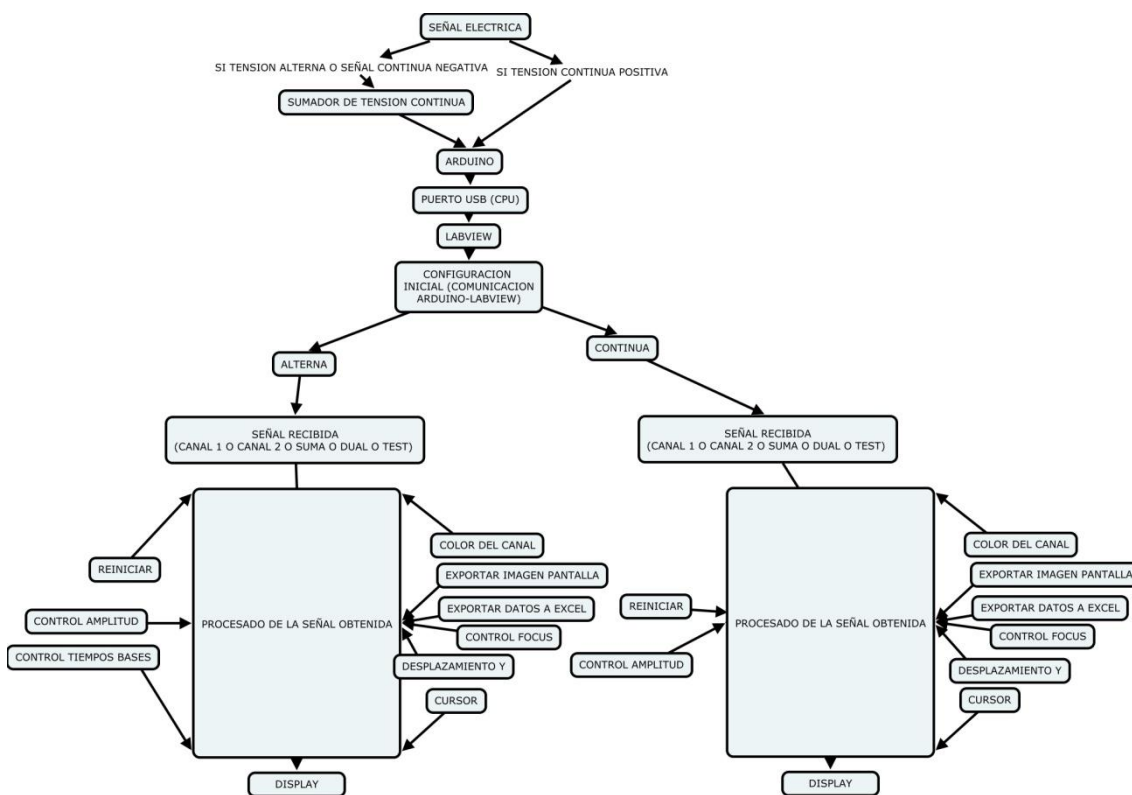 SEÑAL ELECTRICA
SI TENSION ALTERNA O SEÑAL CONTINUA NEGATIVA
SI TENSION CONTINUA POSITIVA
SUMADOR DE TENSION CONTINUA
ARDUINO
PUERTO USB (CPU)
LABVIEW
CONFIGURACION
INICIAL (COMUNICACION
ARDUINO-LABVIEW)
ALTERNA
CONTINUA
SEÑAL RECIBIDA
(CANAL 1 O CANAL 2 O SUMA O DUAL O TEST)
SEÑAL RECIBIDA
(CANAL 1 O CANAL 2 O SUMA O DUAL O TEST)
REINICIAR
CONTROL AMPLITUD
CONTROL TIEMPOS BASES
PROCESADO DE LA SEÑAL OBTENIDA
COLOR DEL CANAL
EXPORTAR IMAGEN PANTALLA
EXPORTAR DATOS A EXCEL
CONTROL FOCUS
DESPLAZAMIENTO Y
CURSOR
DISPLAY
REINICIAR
CONTROL AMPLITUD
PROCESADO DE LA SEÑAL OBTENIDA
COLOR DEL CANAL
EXPORTAR IMAGEN PANTALLA
EXPORTAR DATOS A EXCEL
CONTROL FOCUS
DESPLAZAMIENTO Y
CURSOR
DISPLAY